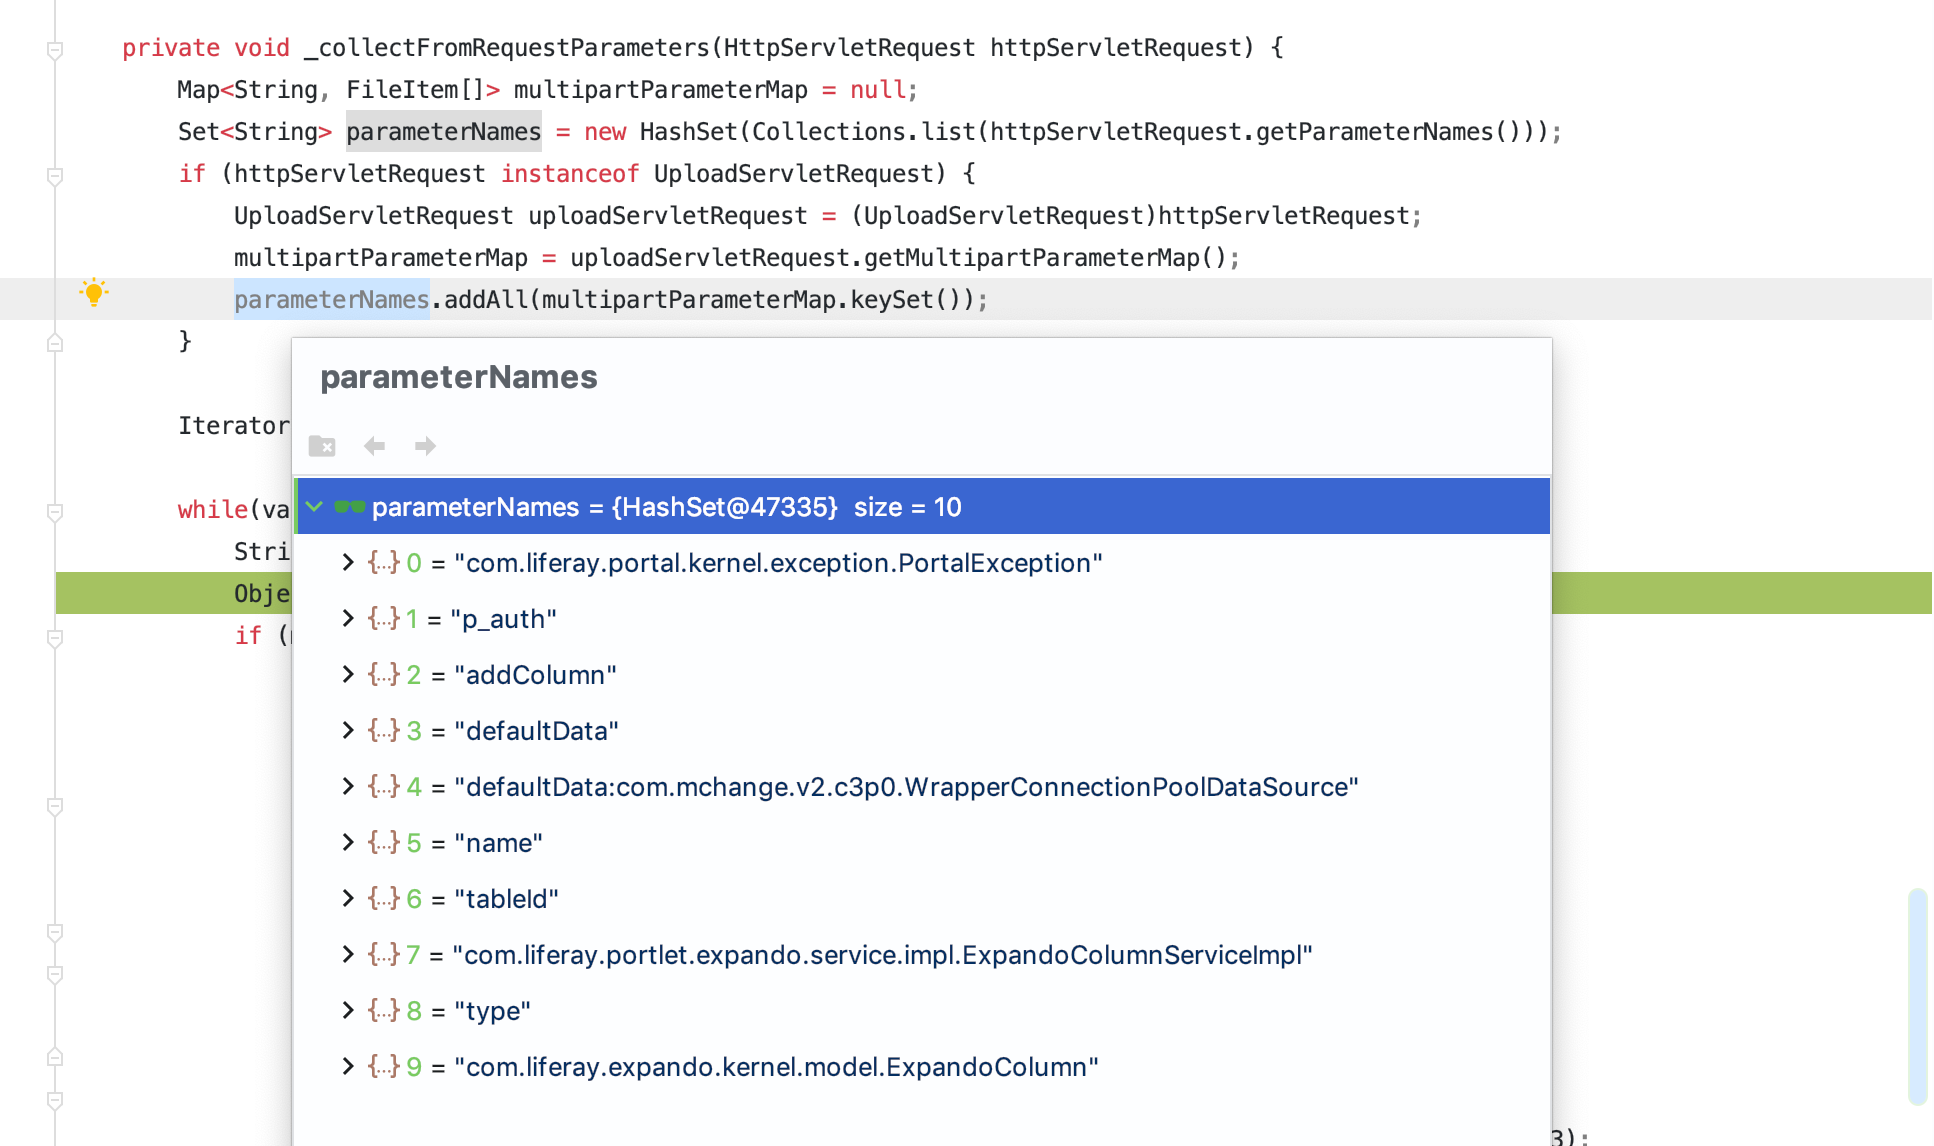 private void _collectFromRequestParameters(HttpServletRequest httpServletRequest) {
Map<String, FileItem[]> multipartParameterMap = null;
Set<String> parameterNames = new HashSet(Collections.list(httpServletRequest.getParameterNames()));
if (httpServletRequest instanceof UploadServletRequest) {
UploadServletRequest uploadServletRequest = (UploadServletRequest)httpServletRequest;
multipartParameterMap = uploadServletRequest.getMultipartParameterMap();
parameterNames.addAll(multipartParameterMap.keySet());
}
parameterNames
Iterator
parameterNames = {HashSet@47335} size = 10
while(va
Stri
{...} 0 = "com.liferay.portal.kernel.exception.PortalException"
Obje
{...} 1 = "p_auth"
if (
{...} 2 = "addColumn"
{...} 3 = "defaultData"
{...} 4 = "defaultData:com.mchange.v2.c3p0.WrapperConnectionPoolDataSource"
{...} 5 = "name"
{...} 6 = "tableId"
{...} 7 = "com.liferay.portlet.expando.service.impl.ExpandoColumnServiceImpl"
{...} 8 = "type"
{...} 9 = "com.liferay.expando.kernel.model.ExpandoColumn"
3);